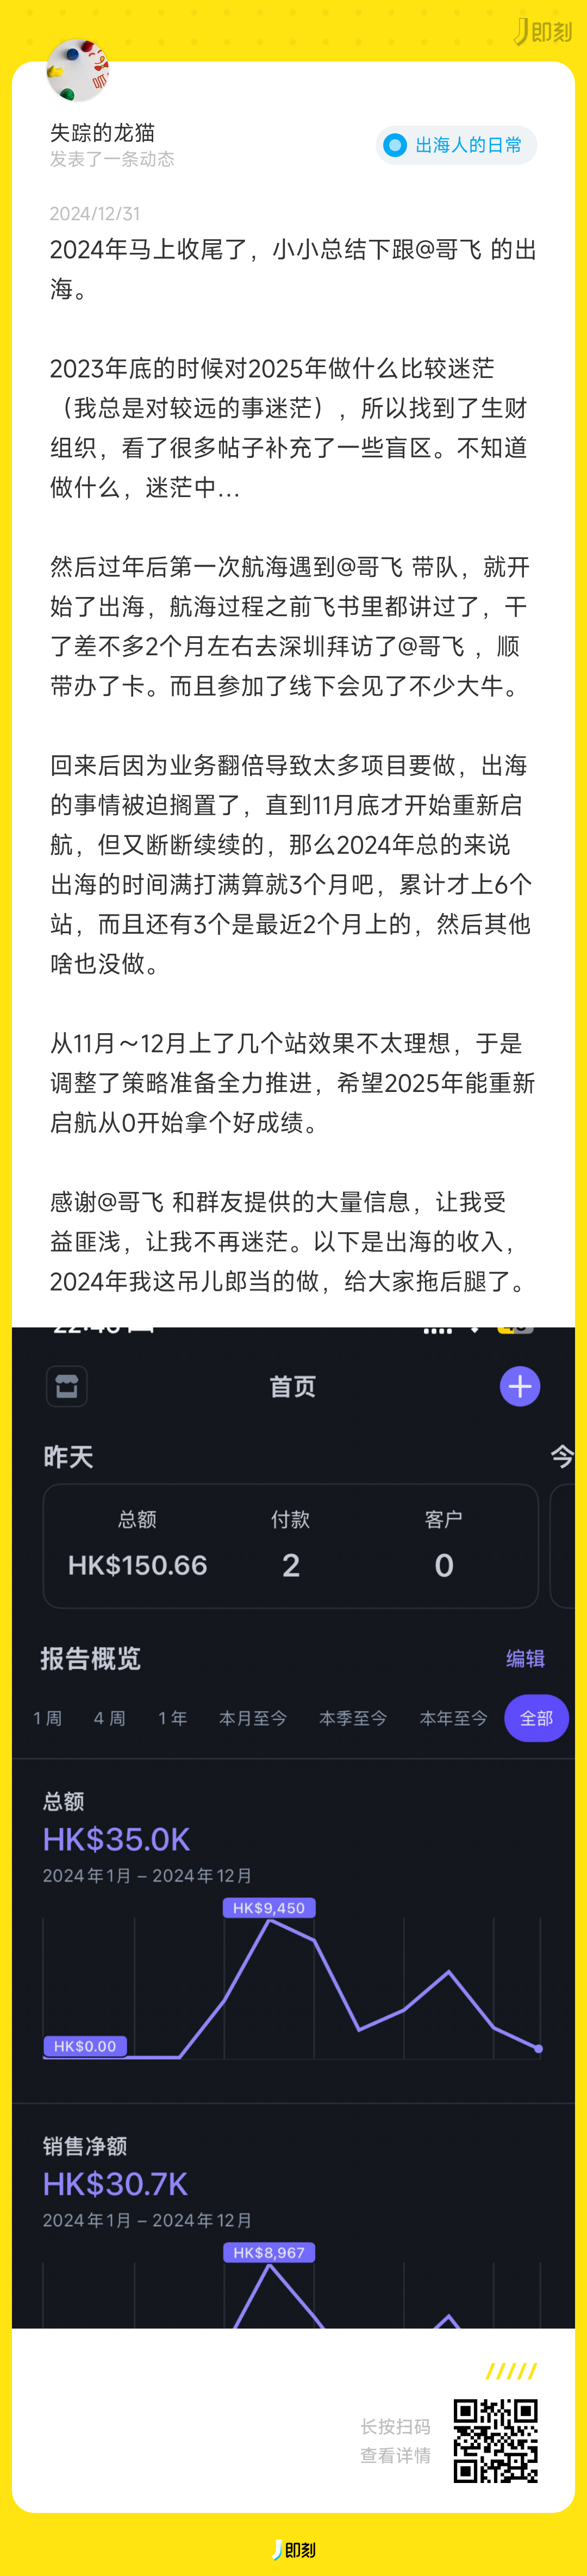 即刻
失踪的龙猫
发表了一条动态
出海人的日常
2024/12/31
2024年马上收尾了，小小总结下跟@哥飞 的出
海。
2023年底的时候对2025年做什么比较迷茫
（我总是对较远的事迷茫），所以找到了生财
组织，看了很多帖子补充了一些盲区。不知道
做什么，迷茫中...
然后过年后第一次航海遇到@哥飞 带队，就开
始了出海，航海过程之前飞书里都讲过了，干
了差不多2个月左右去深圳拜访了@哥飞 ，顺
带办了卡。而且参加了线下会见了不少大牛。
回来后因为业务翻倍导致太多项目要做，出海
的事情被迫搁置了，直到11月底才开始重新启
航，但又断断续续的，那么2024年总的来说
出海的时间满打满算就3个月吧，累计才上6个
站，而且还有3个是最近2个月上的，然后其他
啥也没做。
从11月～12月上了几个站效果不太理想，于是
调整了策略准备全力推进，希望2025年能重新
启航从0开始拿个好成绩。
感谢@哥飞 和群友提供的大量信息，让我受
益匪浅，让我不再迷茫。以下是出海的收入，
2024年我这吊儿郎当的做，给大家拖后腿了。
首页
昨天
今
总额 付款 客户
HK$150.66 2 0
报告概览 编辑
1 周 4 周 1 年 本月至今 本季至今 本年至今 全部
总额
HK$35.0K
2024年1月 – 2024年12月
HK$9,450
HK$0.00
销售净额
HK$30.7K
2024年1月 – 2024年12月
HK$8,967
长按扫码
查看详情
即刻